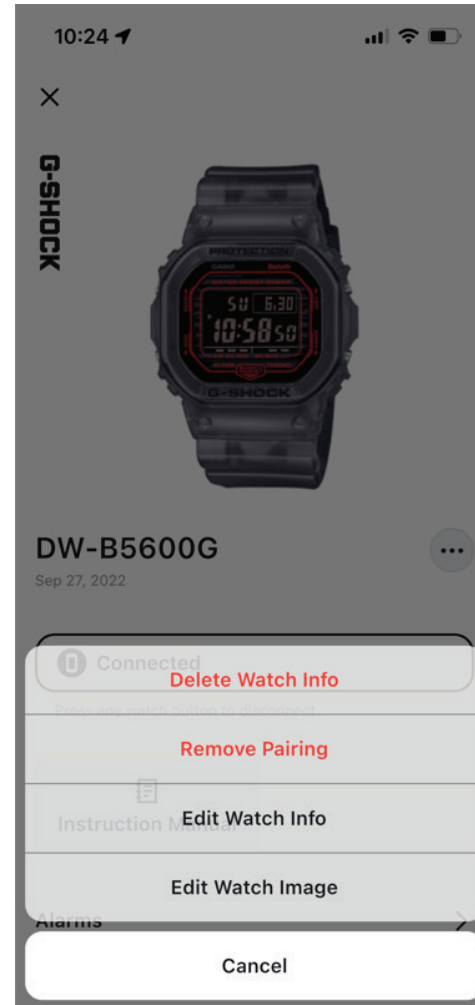 10:24
G-SHOCK
PROTECTION
CASIO Bluetooth
SU 6.30
10:58 50
G-SHOCK
DW-B5600G
Sep 27, 2022
Connected
Press any watch button to disconnect.
Delete Watch Info
Remove Pairing
Instruction Manual
Edit Watch Info
Edit Watch Image
Alarms
Cancel